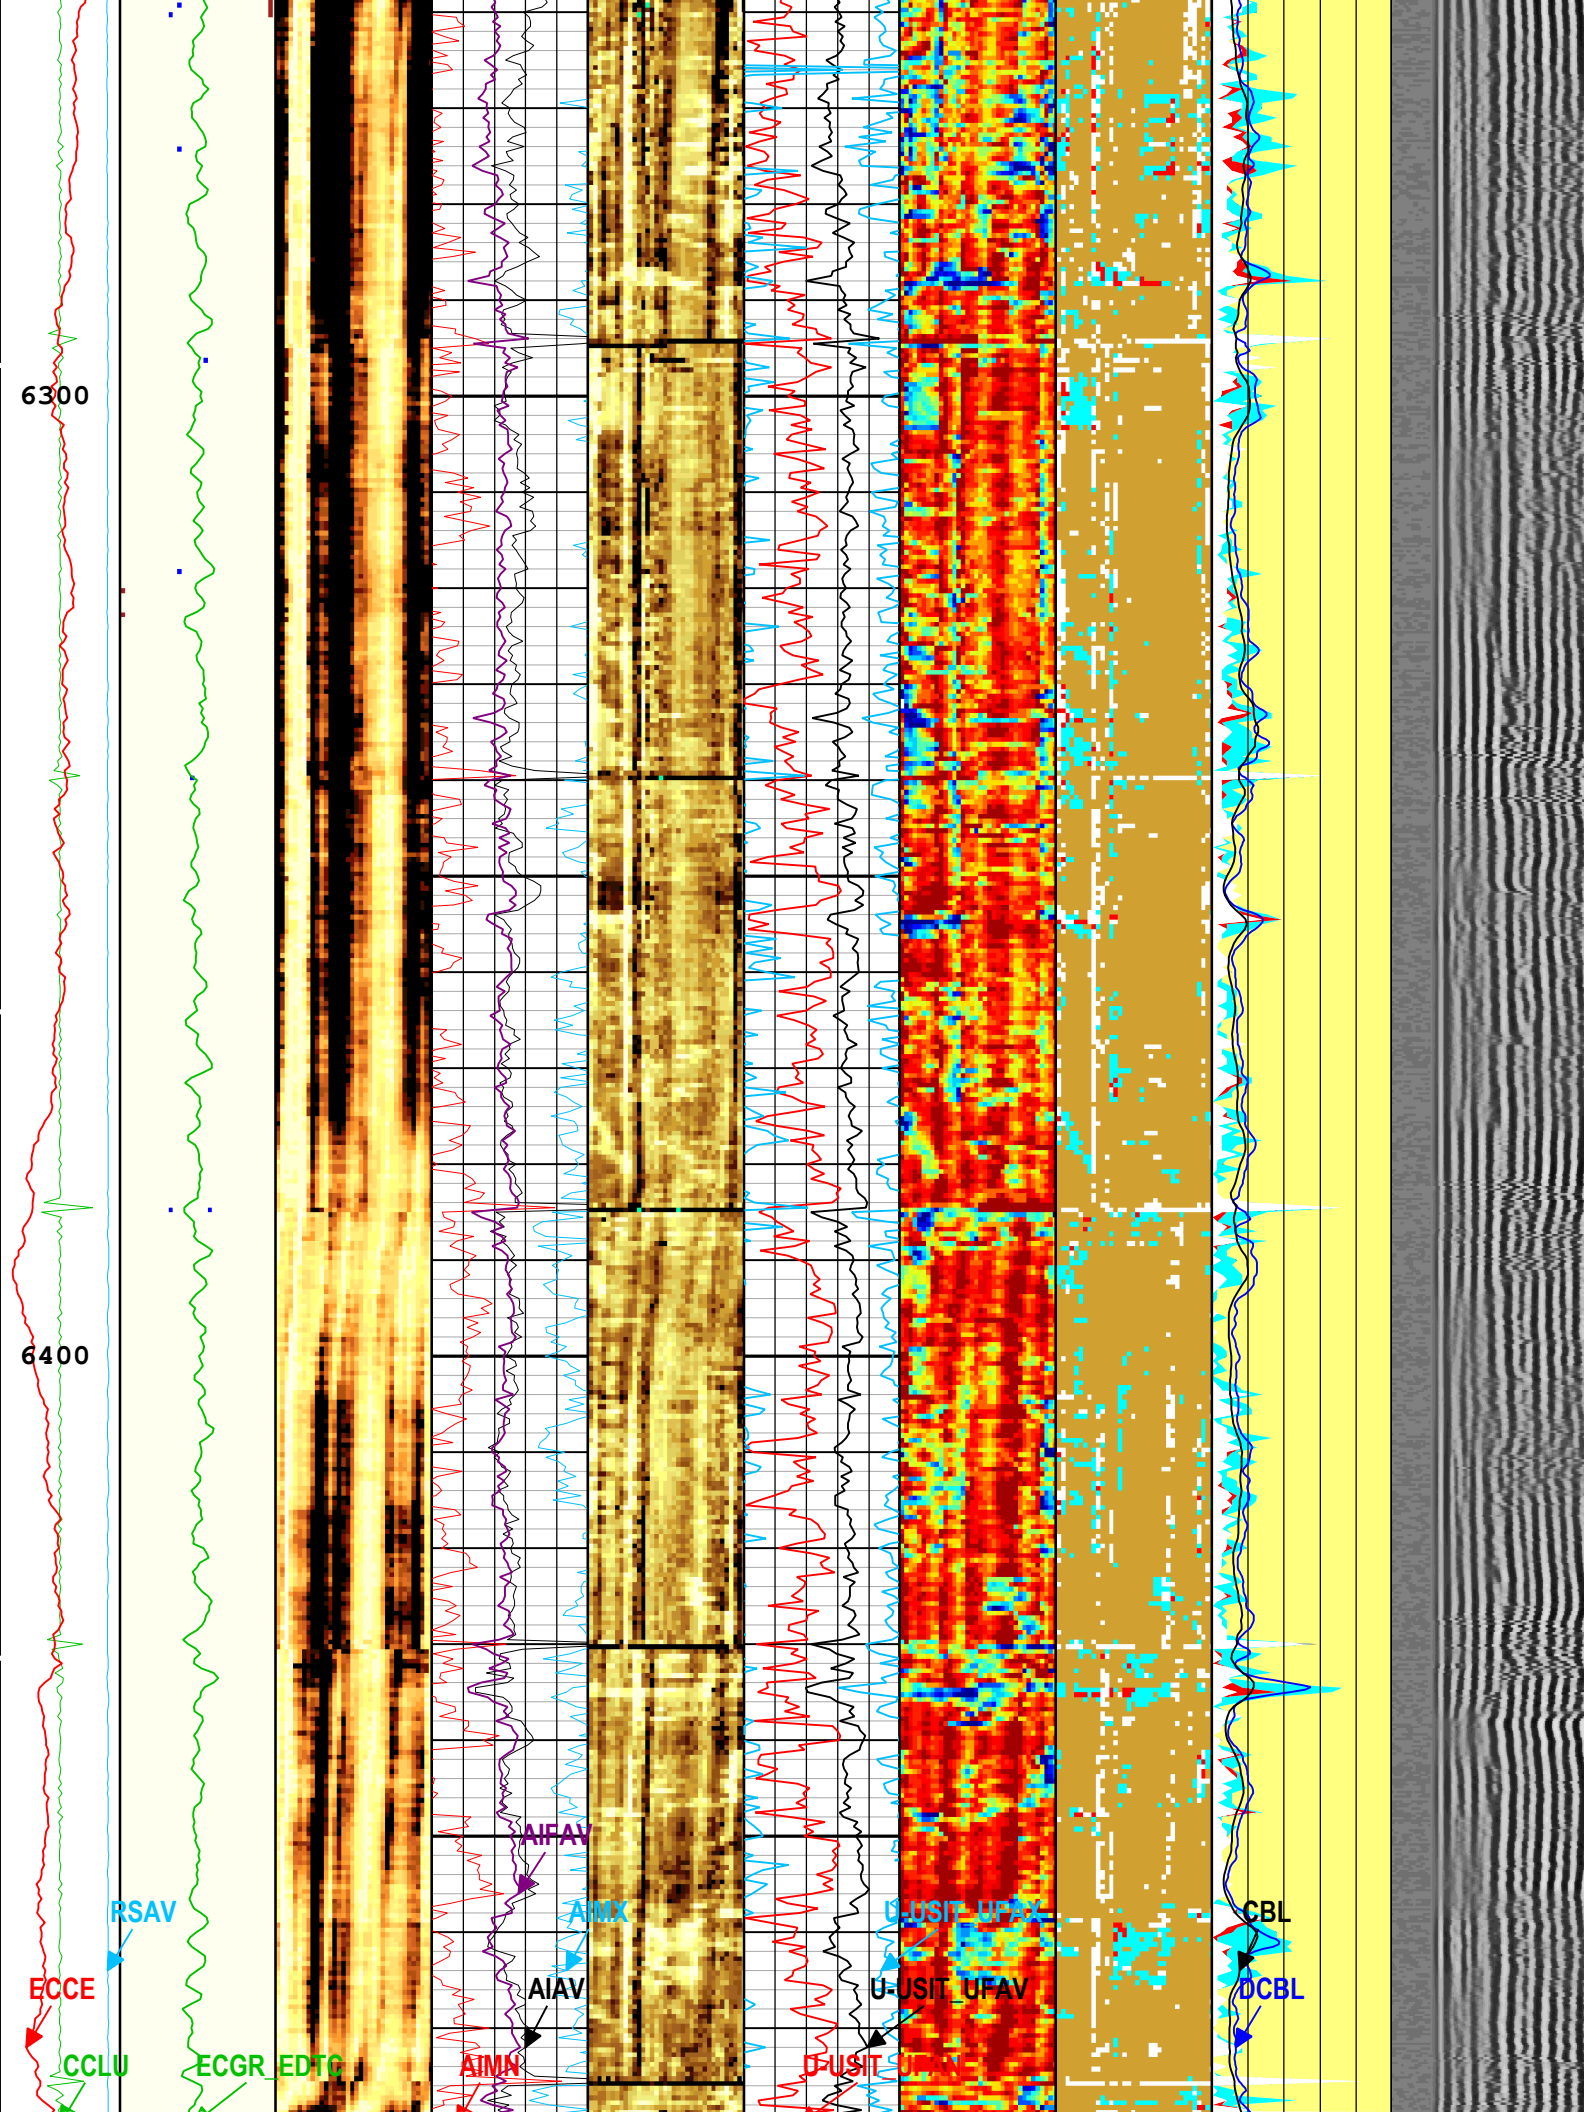 6300
6400
AIFAV
RSAV
AIMX
U-USIT_UFAX
CBL
ECCE
AIAV
U-USIT_UFAV
DCBL
CCLU
ECGR_EDTC
AIMN
U-USIT_UFAN